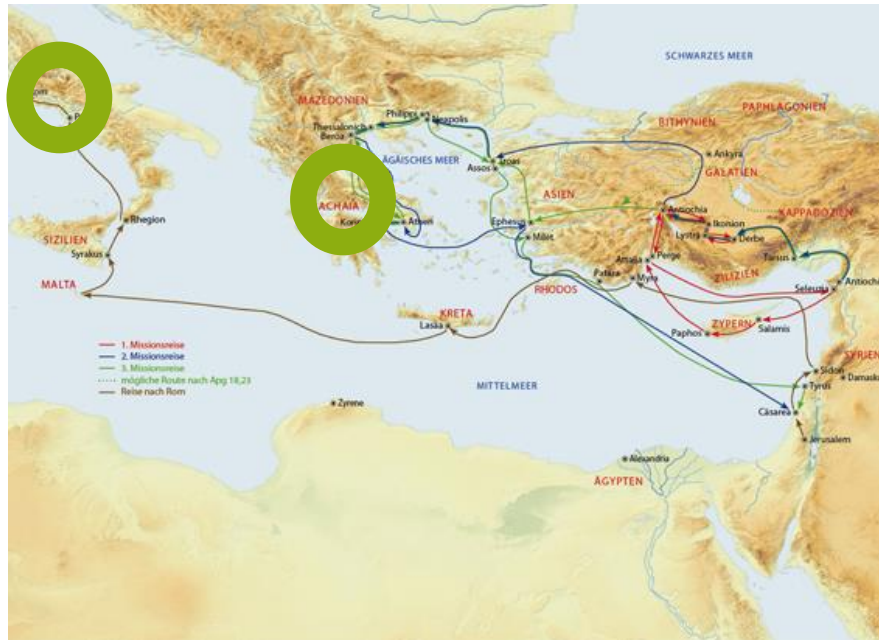 SCHWARZES MEER
MAZEDONIEN
Philippi
Neapolis
Thessalonich
Beröa
PAPHLAGONIEN
BITHYNIEN
Ankyra
GALATIEN
ÄGÄISCHES MEER
Troas
Assos
ASIEN
KAPPADOZIEN
ACHAIA
Athen
Ephesus
Milet
Antiochia
Ikonion
Lystra
Derbe
Tarsus
Rhegion
SIZILIEN
Syrakus
MALTA
Attalia
Perge
Patara
Myra
ZILIZIEN
Antiochia
Seleuzia
RHODOS
KRETA
Lasäa
ZYPERN
Salamis
Paphos
SYRIEN
Sidon
Damask
Tyrus
1. Missionsreise
2. Missionsreise
3. Missionsreise
mögliche Route nach Apg 18,23
Reise nach Rom
MITTELMEER
Zyrene
Cäsarea
Jerusalem
Alexandria
ÄGYPTEN